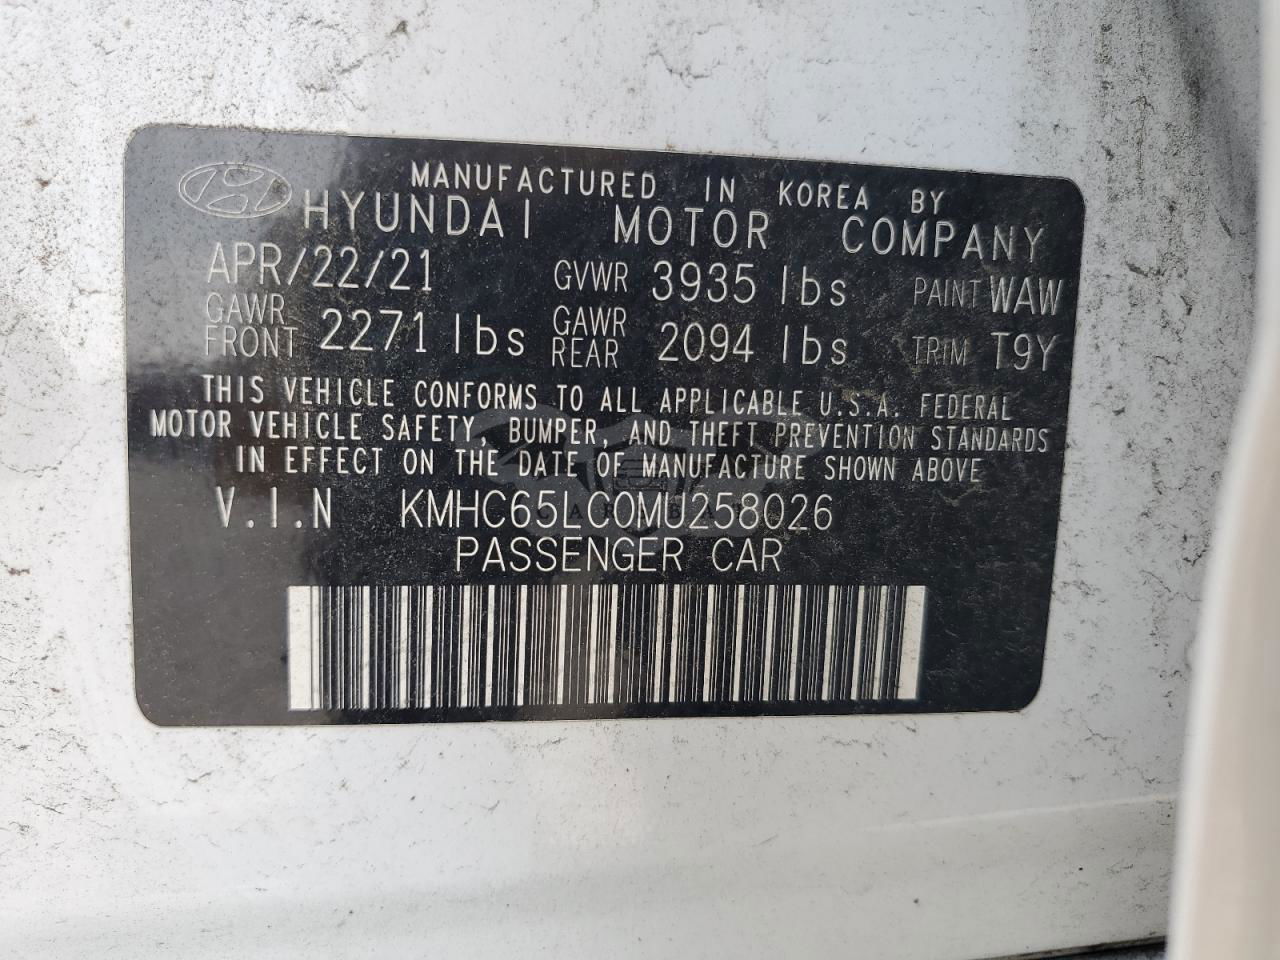 MANUFACTURED IN KOREA BY
HYUNDAI MOTOR COMPANY
APR/22/21 GVWR 3935 lbs PAINT WAW
GAWR FRONT 2271 lbs GAWR REAR 2094 lbs TRIM T9Y
THIS VEHICLE CONFORMS TO ALL APPLICABLE U.S.A. FEDERAL
MOTOR VEHICLE SAFETY, BUMPER, AND THEFT PREVENTION STANDARDS
IN EFFECT ON THE DATE OF MANUFACTURE SHOWN ABOVE
V.I.N KMHC65LC0MU258026
PASSENGER CAR